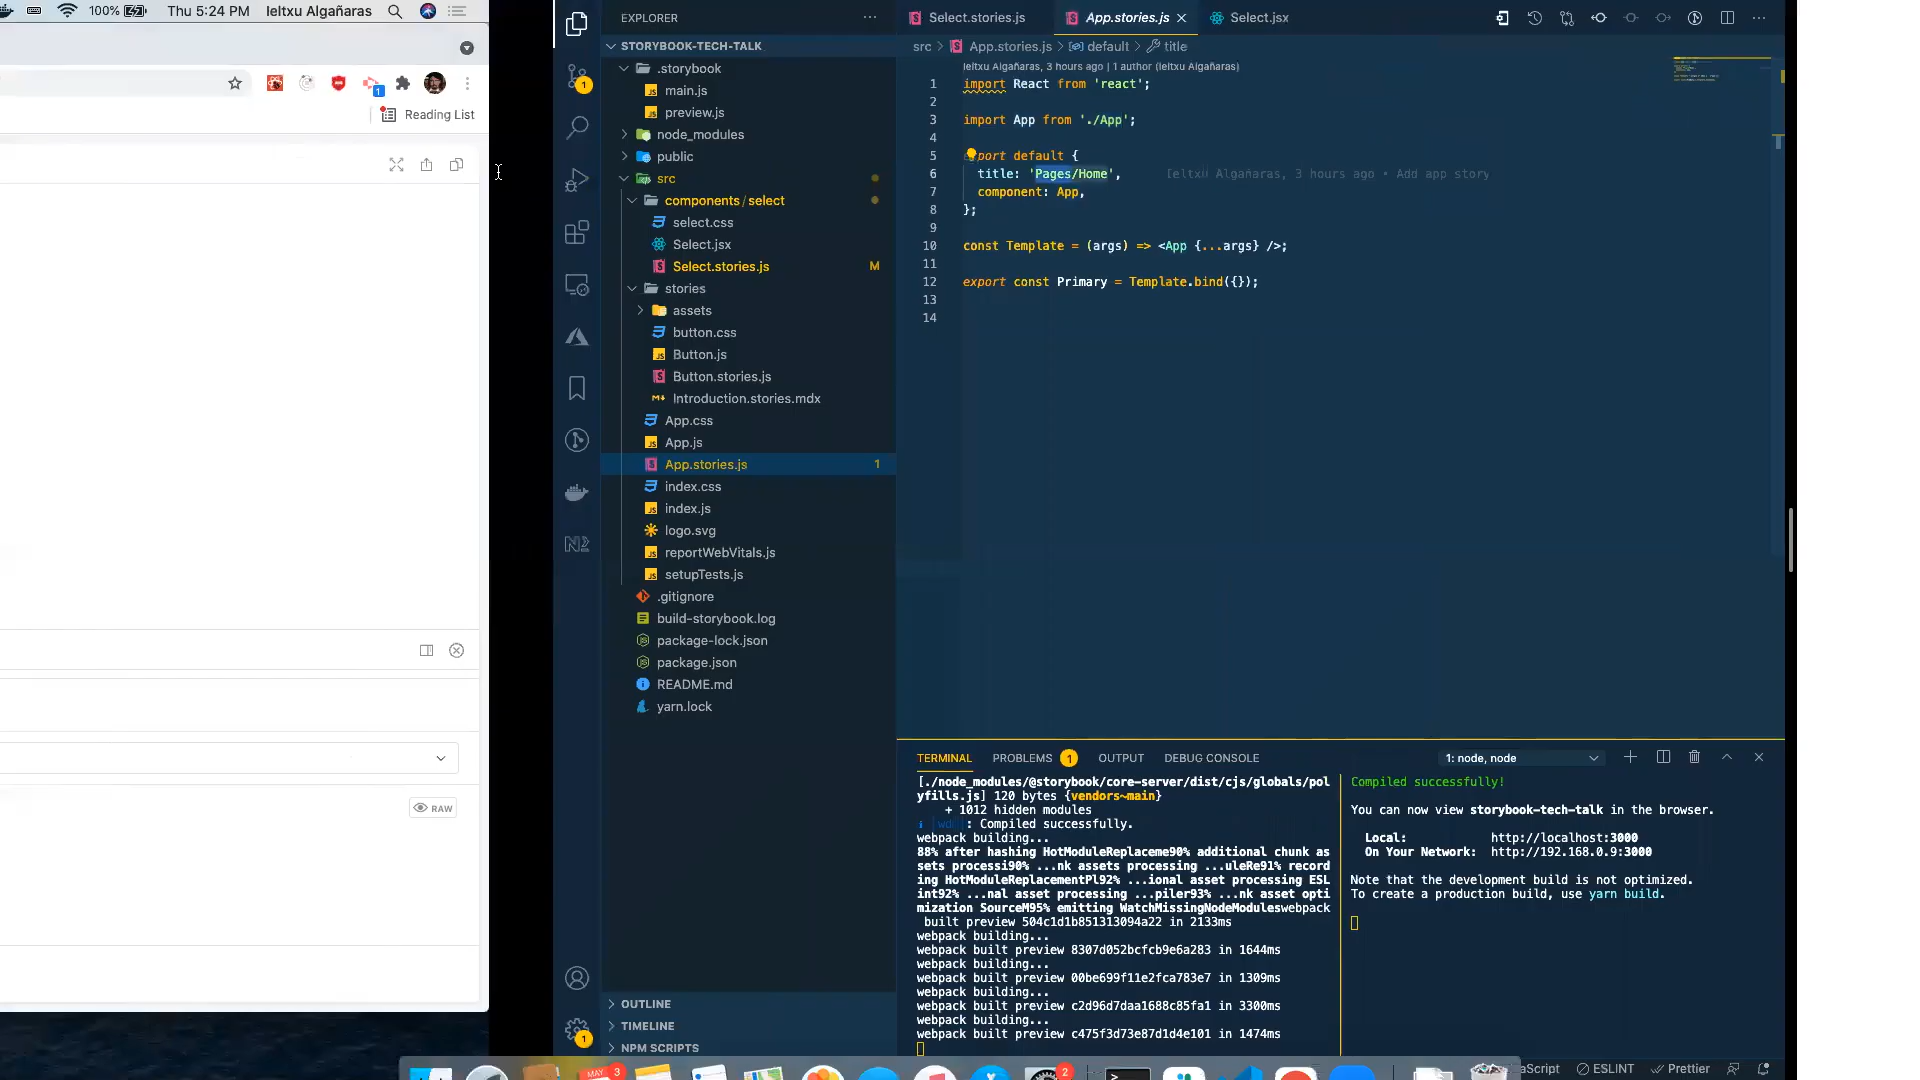 100% Thu 5:24 PM Ieltxu Algañaras
Reading List
1
RAW
EXPLORER
STORYBOOK-TECH-TALK
.storybook
main.js
preview.js
node_modules
public
src
components/select
select.css
Select.jsx
Select.stories.js M
stories
assets
button.css
Button.js
Button.stories.js
Introduction.stories.mdx
App.css
App.js
App.stories.js 1
index.css
index.js
logo.svg
reportWebVitals.js
setupTests.js
.gitignore
build-storybook.log
package-lock.json
package.json
README.md
yarn.lock
OUTLINE
TIMELINE
NPM SCRIPTS
1
1
Select.stories.js App.stories.js Select.jsx
src > App.stories.js > default > title
Ieltxu Algañaras, 3 hours ago | 1 author (Ieltxu Algañaras)
1 import React from 'react';
2
3 import App from './App';
4
5 port default {
6 title: 'Pages/Home', Ieltxu Algañaras, 3 hours ago • Add app story
7 component: App,
8 };
9
10 const Template = (args) => <App {...args} />;
11
12 export const Primary = Template.bind({});
13
14
TERMINAL PROBLEMS 1 OUTPUT DEBUG CONSOLE 1: node, node
[./node_modules/@storybook/core-server/dist/cjs/globals/pol
yfills.js] 120 bytes {vendors~main}
+ 1012 hidden modules
: Compiled successfully.
webpack building...
88% after hashing HotModuleReplaceme90% additional chunk as
sets processi90% ...nk assets processing ...uleRe91% record
ing HotModuleReplacementPl92% ...ional asset processing ESL
int92% ...nal asset processing ...piler93% ...nk asset opti
mization SourceM95% emitting WatchMissingNodeModuleswebpack
built preview 504c1d1b851313094a22 in 2133ms
webpack building...
webpack built preview 8307d052bcfcb9e6a283 in 1644ms
webpack building...
webpack built preview 00be699f11e2fca783e7 in 1309ms
webpack building...
webpack built preview c2d96d7daa1688c85fa1 in 3300ms
webpack building...
webpack built preview c475f3d73e87d1d4e101 in 1474ms
Compiled successfully!
You can now view storybook-tech-talk in the browser.
Local: http://localhost:3000
On Your Network: http://192.168.0.9:3000
Note that the development build is not optimized.
To create a production build, use yarn build.
MAY 3
2
ESLINT Prettier